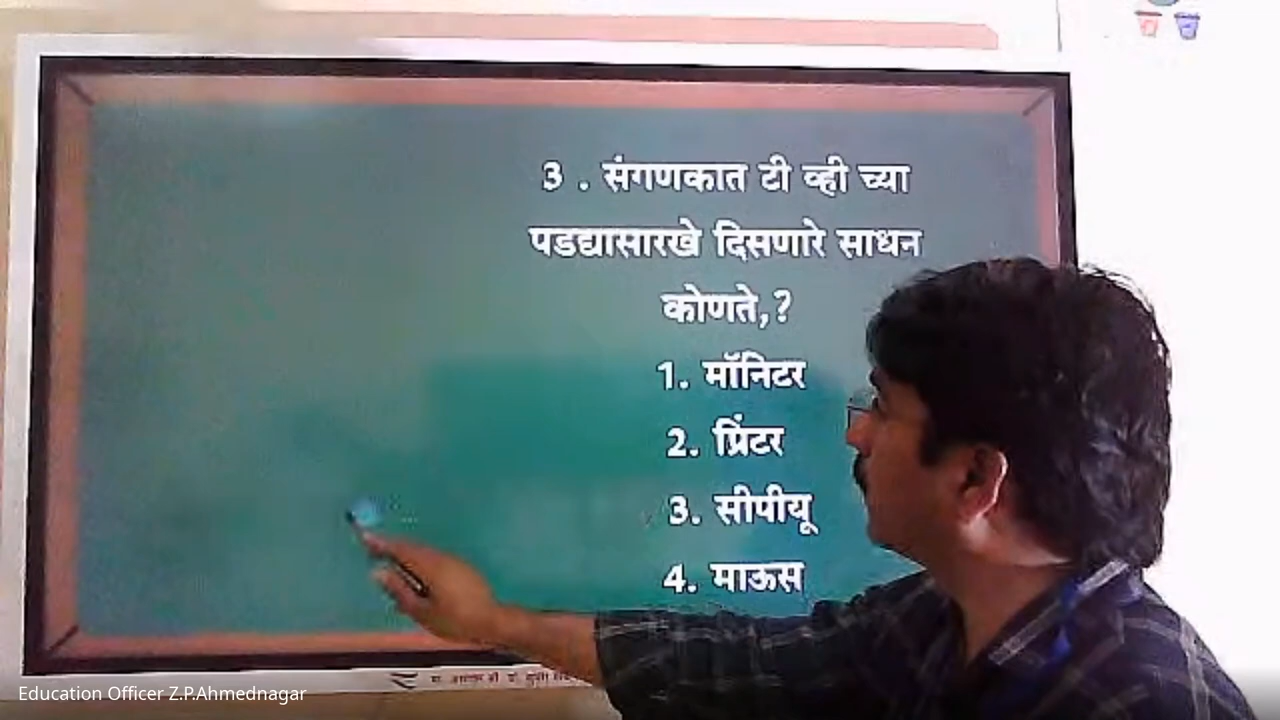 3 . संगणकात टी व्ही च्या
पडद्यासारखे दिसणारे साधन
कोणते,?
1. मॉनिटर
2. प्रिंटर
3. सीपीयू
4. माऊस
Education Officer Z.P.Ahmednagar